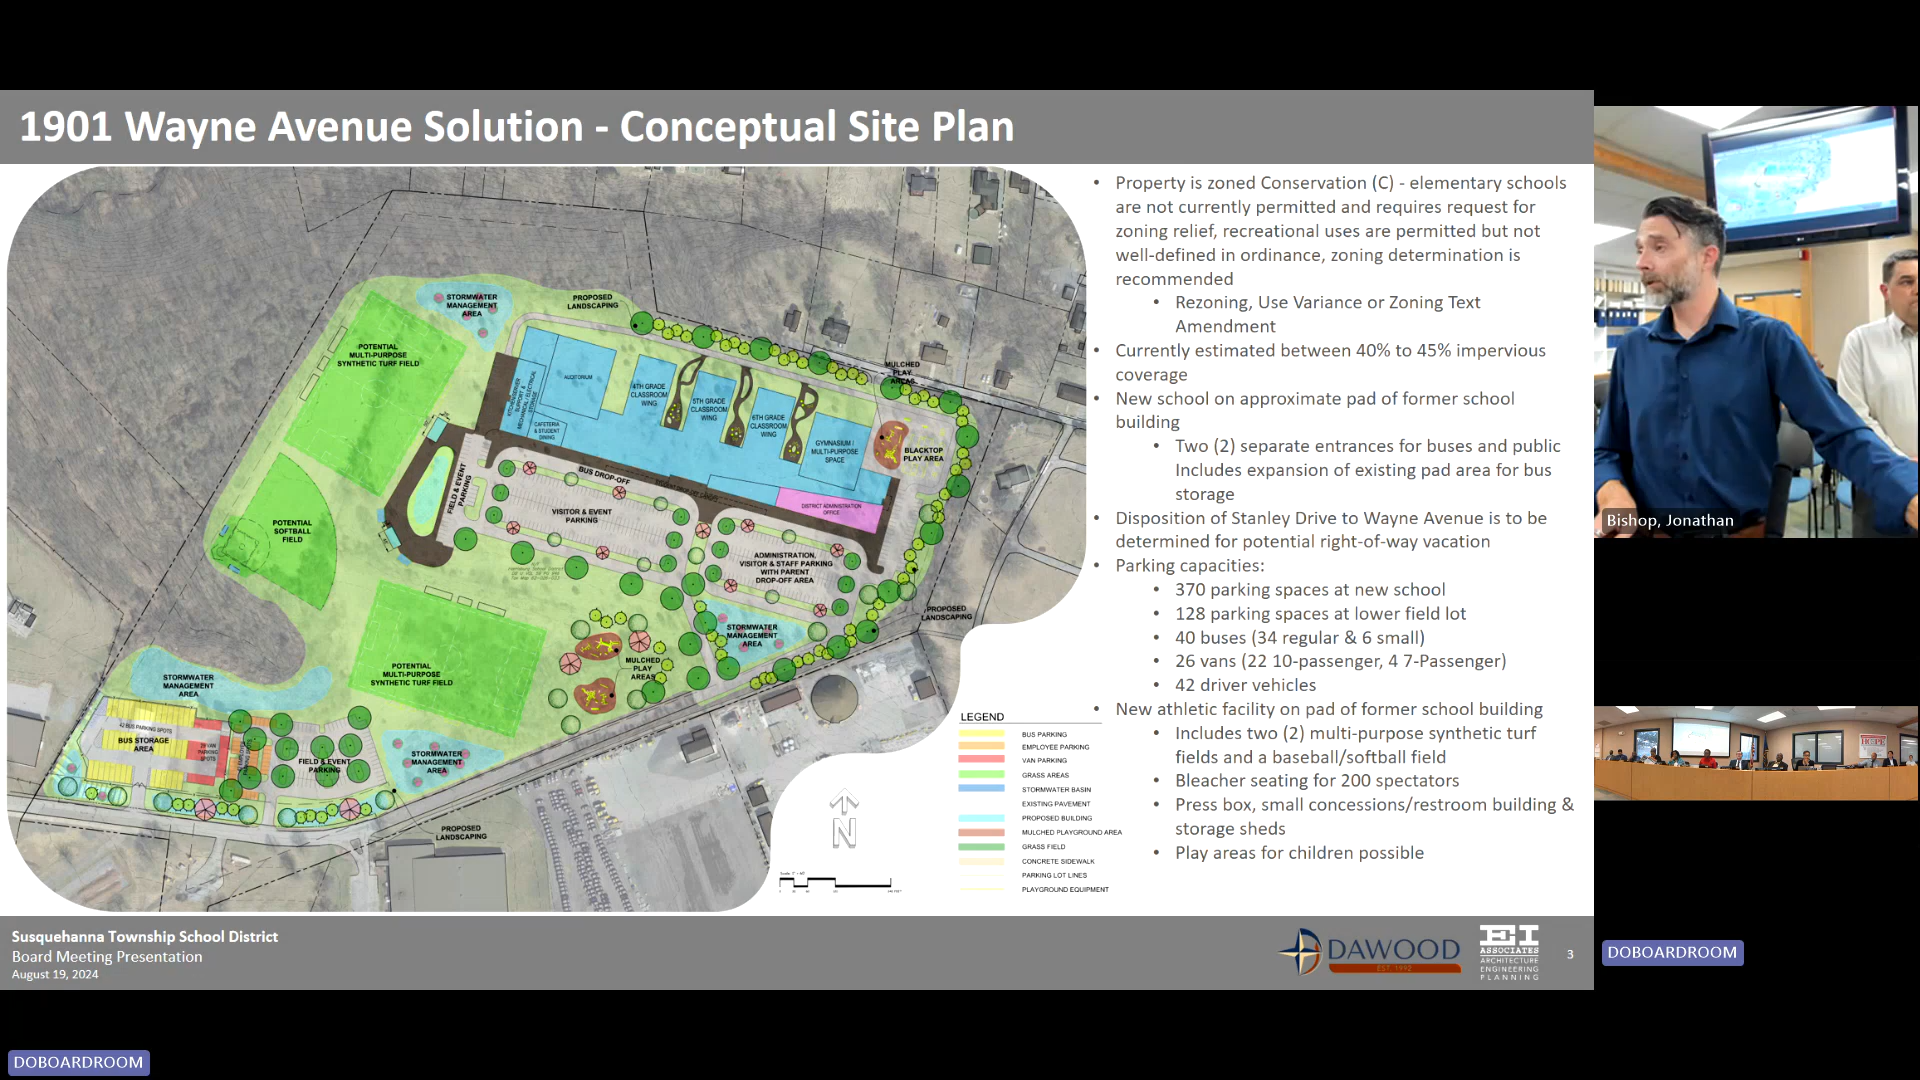 1901 Wayne Avenue Solution - Conceptual Site Plan
STORMWATER
MANAGEMENT
AREA
PROPOSED
LANDSCAPING
POTENTIAL
MULTI-PURPOSE
SYNTHETIC TURF FIELD
AUDITORIUM
4TH GRADE
CLASSROOM
WING
5TH GRADE
CLASSROOM
WING
6TH GRADE
CLASSROOM
WING
GYMNASIUM /
MULTI-PURPOSE
SPACE
MULCHED
PLAY
AREAS
BLACKTOP
PLAY AREA
CAFETERIA
& STUDENT
DINING
BUS DROP-OFF
FIELD & EVENT
PARKING
VISITOR & EVENT
PARKING
DISTRICT ADMINISTRATION
OFFICE
ADMINISTRATION,
VISITOR & STAFF PARKING
WITH PARENT
DROP-OFF AREA
POTENTIAL
SOFTBALL
FIELD
PROPOSED
LANDSCAPING
STORMWATER
MANAGEMENT
AREA
MULCHED
PLAY
AREAS
POTENTIAL
MULTI-PURPOSE
SYNTHETIC TURF FIELD
STORMWATER
MANAGEMENT
AREA
42 BUS PARKING SPOTS
BUS STORAGE
AREA
FIELD & EVENT
PARKING
STORMWATER
MANAGEMENT
AREA
PROPOSED
LANDSCAPING
N
LEGEND
BUS PARKING
EMPLOYEE PARKING
VAN PARKING
GRASS AREAS
STORMWATER BASIN
EXISTING PAVEMENT
PROPOSED BUILDING
MULCHED PLAYGROUND AREA
GRASS FIELD
CONCRETE SIDEWALK
PARKING LOT LINES
PLAYGROUND EQUIPMENT
• Property is zoned Conservation (C) - elementary schools
are not currently permitted and requires request for
zoning relief, recreational uses are permitted but not
well-defined in ordinance, zoning determination is
recommended
• Rezoning, Use Variance or Zoning Text
Amendment
• Currently estimated between 40% to 45% impervious
coverage
• New school on approximate pad of former school
building
• Two (2) separate entrances for buses and public
Includes expansion of existing pad area for bus
storage
• Disposition of Stanley Drive to Wayne Avenue is to be
determined for potential right-of-way vacation
• Parking capacities:
• 370 parking spaces at new school
• 128 parking spaces at lower field lot
• 40 buses (34 regular & 6 small)
• 26 vans (22 10-passenger, 4 7-Passenger)
• 42 driver vehicles
• New athletic facility on pad of former school building
• Includes two (2) multi-purpose synthetic turf
fields and a baseball/softball field
• Bleacher seating for 200 spectators
• Press box, small concessions/restroom building &
storage sheds
• Play areas for children possible
Susquehanna Township School District
Board Meeting Presentation
August 19, 2024
DAWOOD
EST. 1992
EI
ASSOCIATES
ARCHITECTURE
ENGINEERING
PLANNING
3
Bishop, Jonathan
DOBOARDROOM
DOBOARDROOM